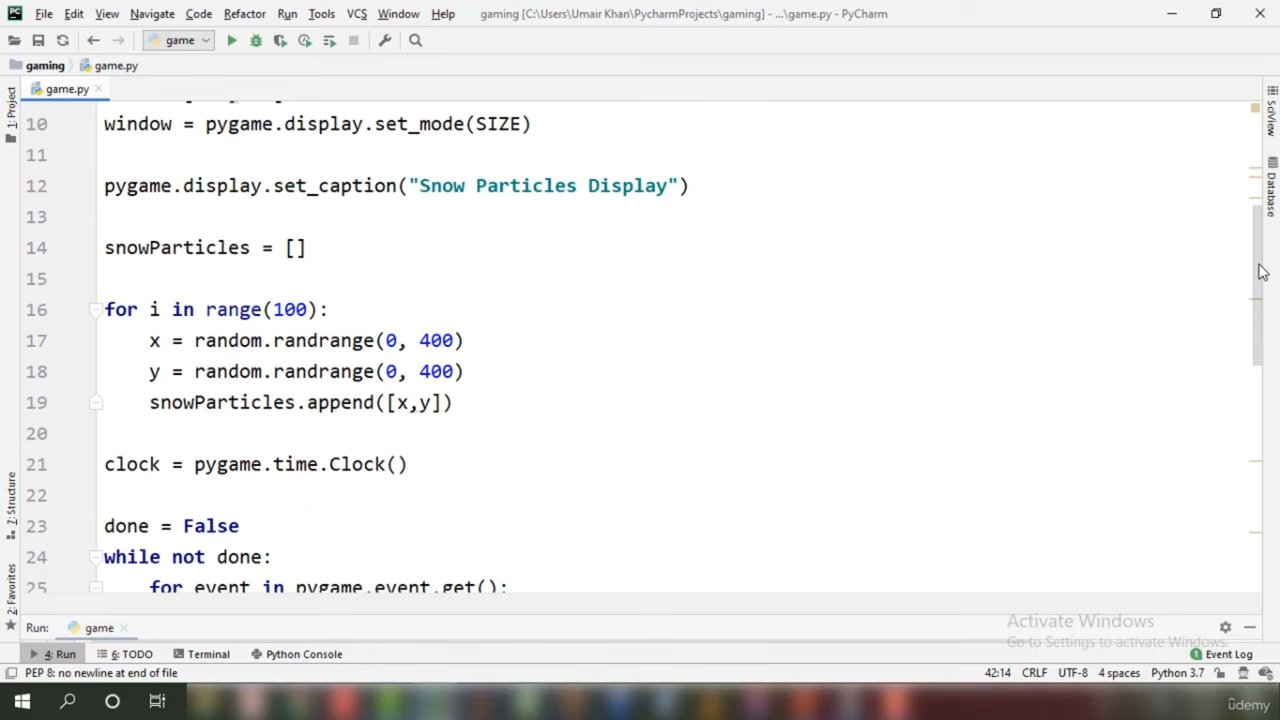 File Edit View Navigate Code Refactor Run Tools VCS Window Help gaming [C:\Users\Umair Khan\PycharmProjects\gaming] - ...\game.py - PyCharm
game
gaming game.py
game.py
1: Project
SciView
Database
10 window = pygame.display.set_mode(SIZE)
11
12 pygame.display.set_caption("Snow Particles Display")
13
14 snowParticles = []
15
16 for i in range(100):
17 x = random.randrange(0, 400)
18 y = random.randrange(0, 400)
19 snowParticles.append([x,y])
20
21 clock = pygame.time.Clock()
22
23 done = False
24 while not done:
25 for event in pygame.event.get():
7: Structure
2: Favorites
Run: game
Activate Windows
Go to Settings to activate Windows.
4: Run 6: TODO Terminal Python Console 1 Event Log
PEP 8: no newline at end of file 42:14 CRLF UTF-8 4 spaces Python 3.7
ûdemy